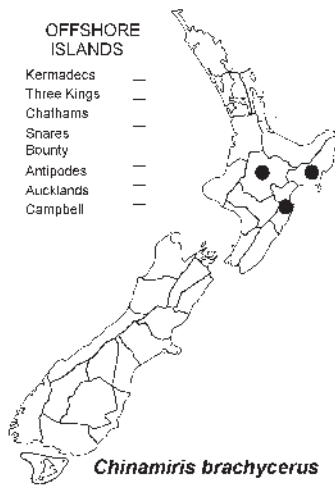 OFFSHORE
ISLANDS
Kermadecs _
Three Kings _
Chathams _
Snares _
Bounty
Antipodes _
Aucklands _
Campbell _
Chinamiris brachycerus